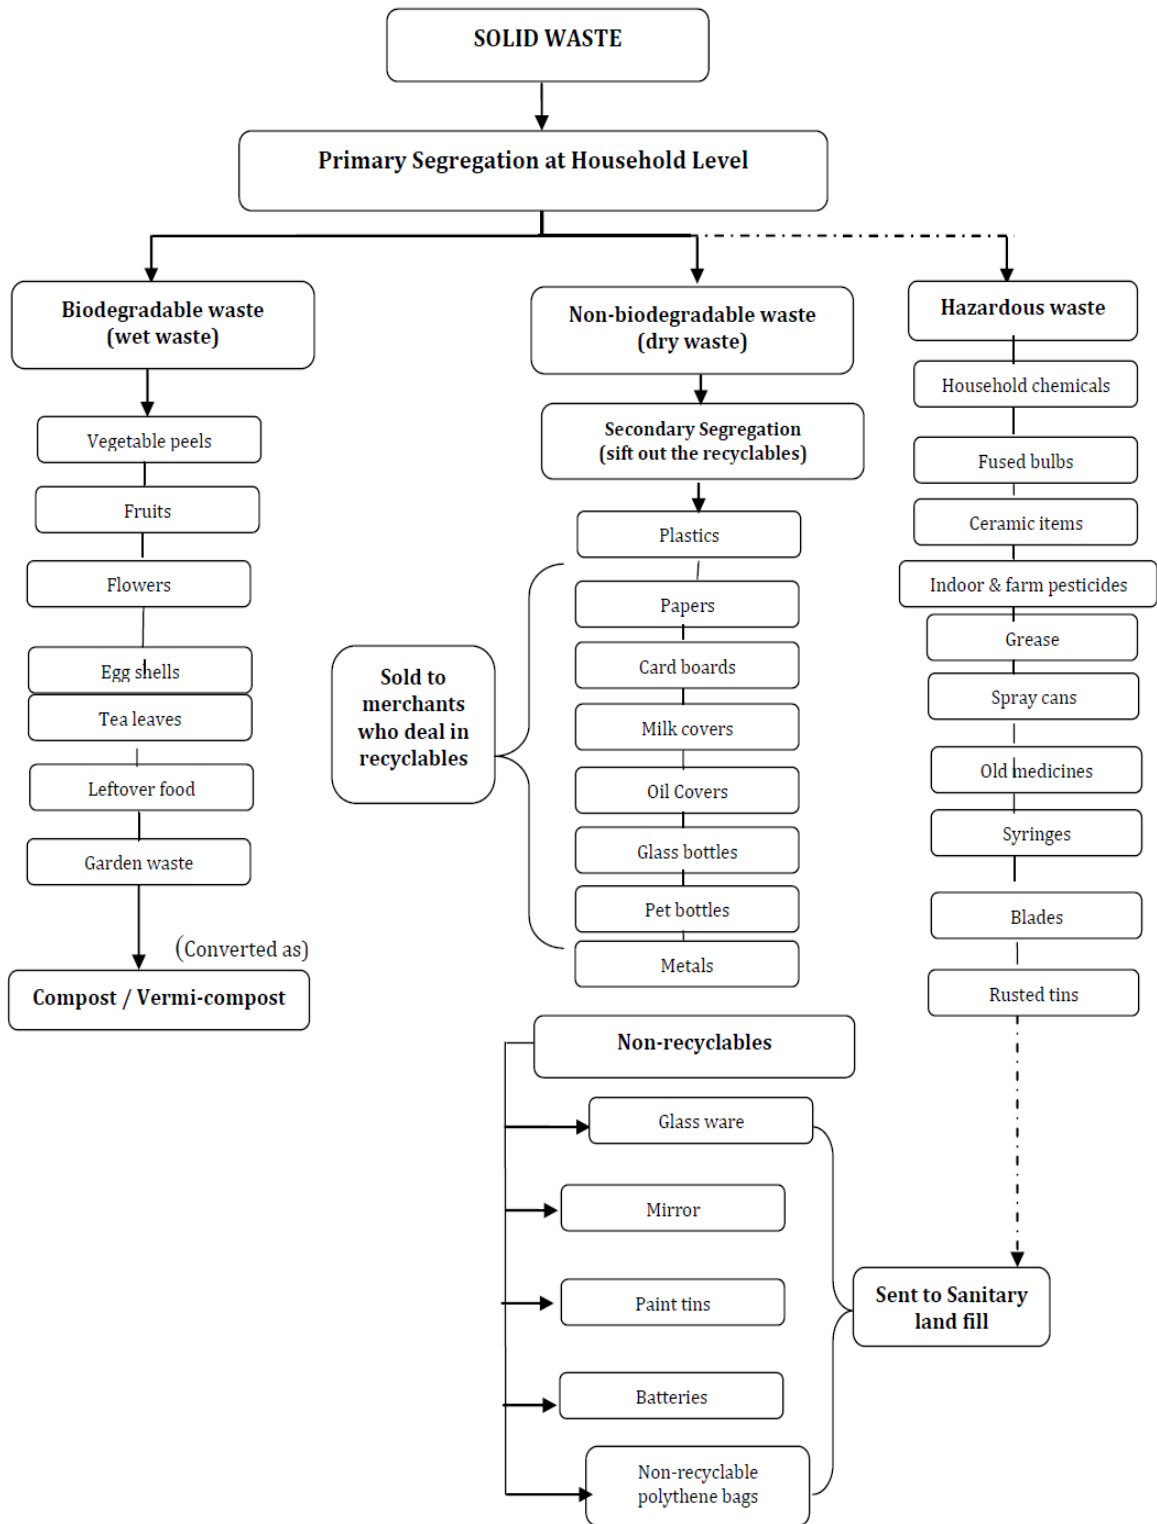 SOLID WASTE
Primary Segregation at Household Level
Biodegradable waste
(wet waste)
Vegetable peels
Fruits
Flowers
Egg shells
Tea leaves
Leftover food
Garden waste
(Converted as)
Compost / Vermi-compost
Non-biodegradable waste
(dry waste)
Secondary Segregation
(sift out the recyclables)
Plastics
Papers
Card boards
Milk covers
Oil Covers
Glass bottles
Pet bottles
Metals
Sold to
merchants
who deal in
recyclables
Non-recyclables
Glass ware
Mirror
Paint tins
Batteries
Non-recyclable
polythene bags
Hazardous waste
Household chemicals
Fused bulbs
Ceramic items
Indoor & farm pesticides
Grease
Spray cans
Old medicines
Syringes
Blades
Rusted tins
Sent to Sanitary
land fill